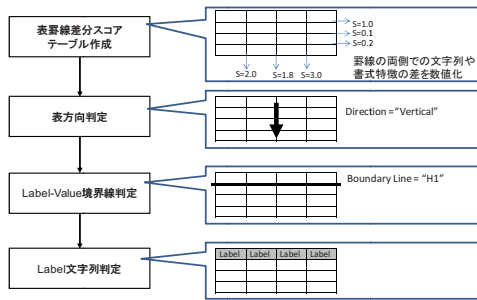 表罫線差分スコア
テーブル作成
S=1.0
S=0.1
S=0.2
S=2.0 S=1.8 S=3.0
罫線の両側での文字列や
書式特徴の差を数値化
表方向判定
Direction ="Vertical"
Label-Value境界線判定
Boundary Line = "H1"
Label文字列判定
Label Label Label Label